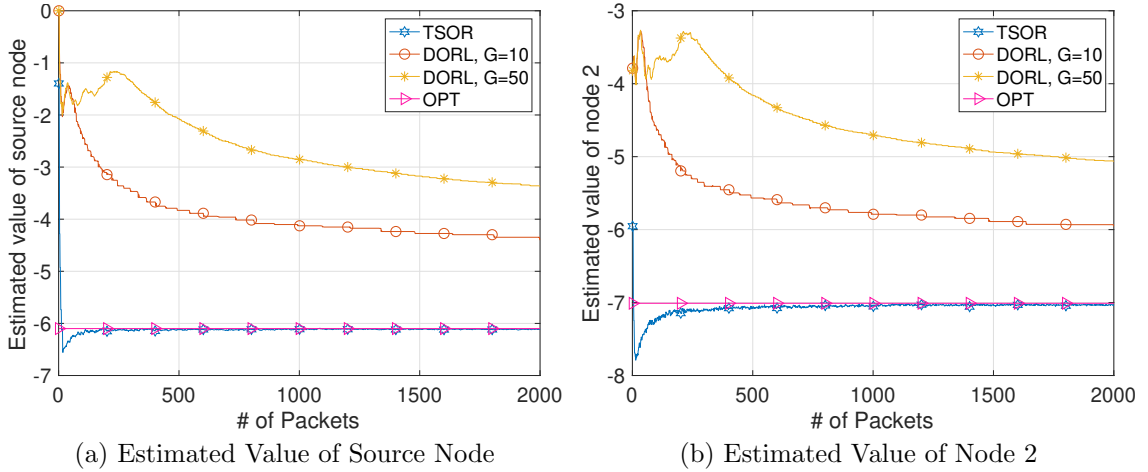 0
-1
-2
-3
-4
-5
-6
-7
Estimated value of source node
0
500
1000
1500
2000
# of Packets
TSOR
DORL, G=10
DORL, G=50
OPT
(a) Estimated Value of Source Node
-3
-4
-5
-6
-7
-8
Estimated value of node 2
0
500
1000
1500
2000
# of Packets
TSOR
DORL, G=10
DORL, G=50
OPT
(b) Estimated Value of Node 2